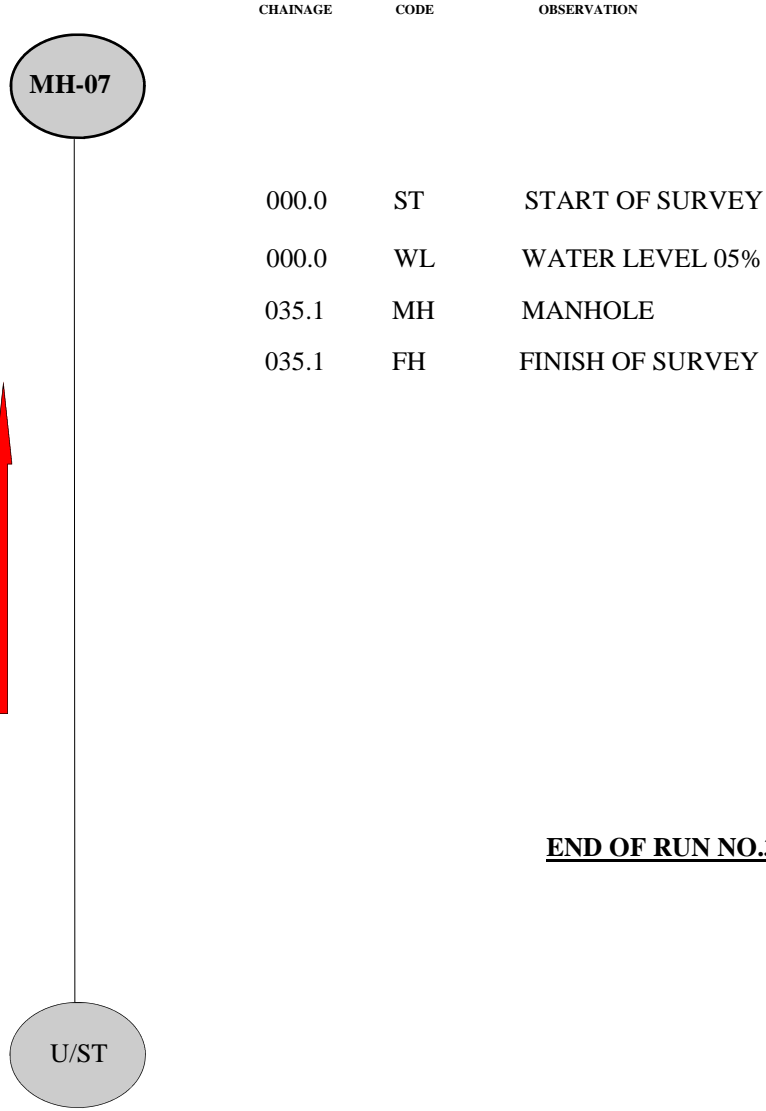 CHAINAGE CODE OBSERVATION
MH-07
000.0 ST START OF SURVEY
000.0 WL WATER LEVEL 05%
035.1 MH MANHOLE
035.1 FH FINISH OF SURVEY
END OF RUN
U/ST